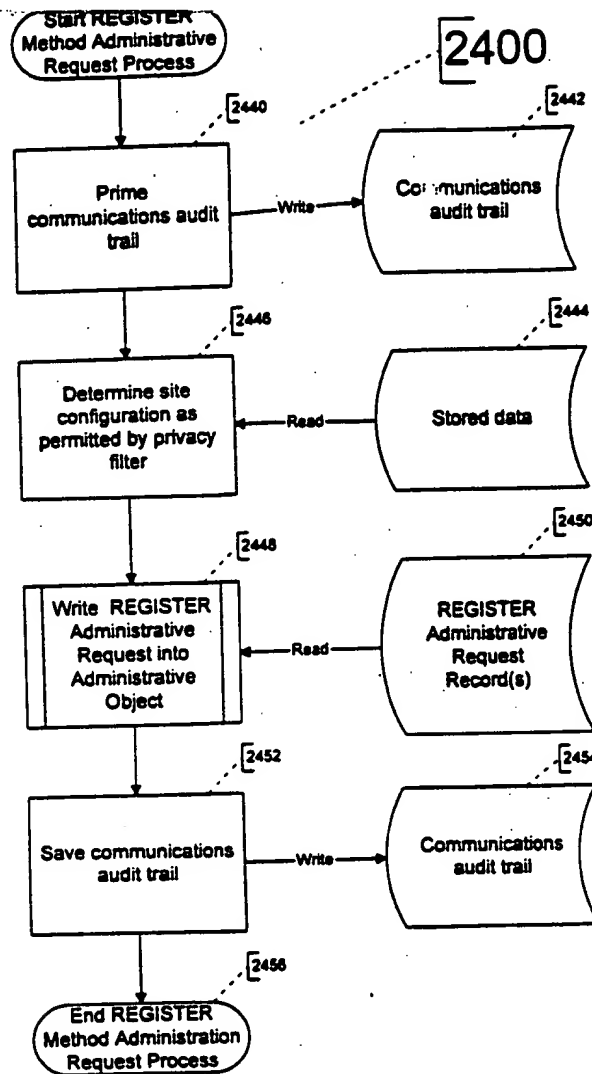 Start REGISTER
Method Administrative
Request Process
2400
2440
2442
Prime
communications audit
trail
Write
Communications
audit trail
2446
2444
Determine site
configuration as
permitted by privacy
filter
Read
Stored data
2448
2450
Write REGISTER
Administrative
Request into
Administrative
Object
Read
REGISTER
Administrative
Request
Record(s)
2452
2454
Save communications
audit trail
Write
Communications
audit trail
2456
End REGISTER
Method Administration
Request Process